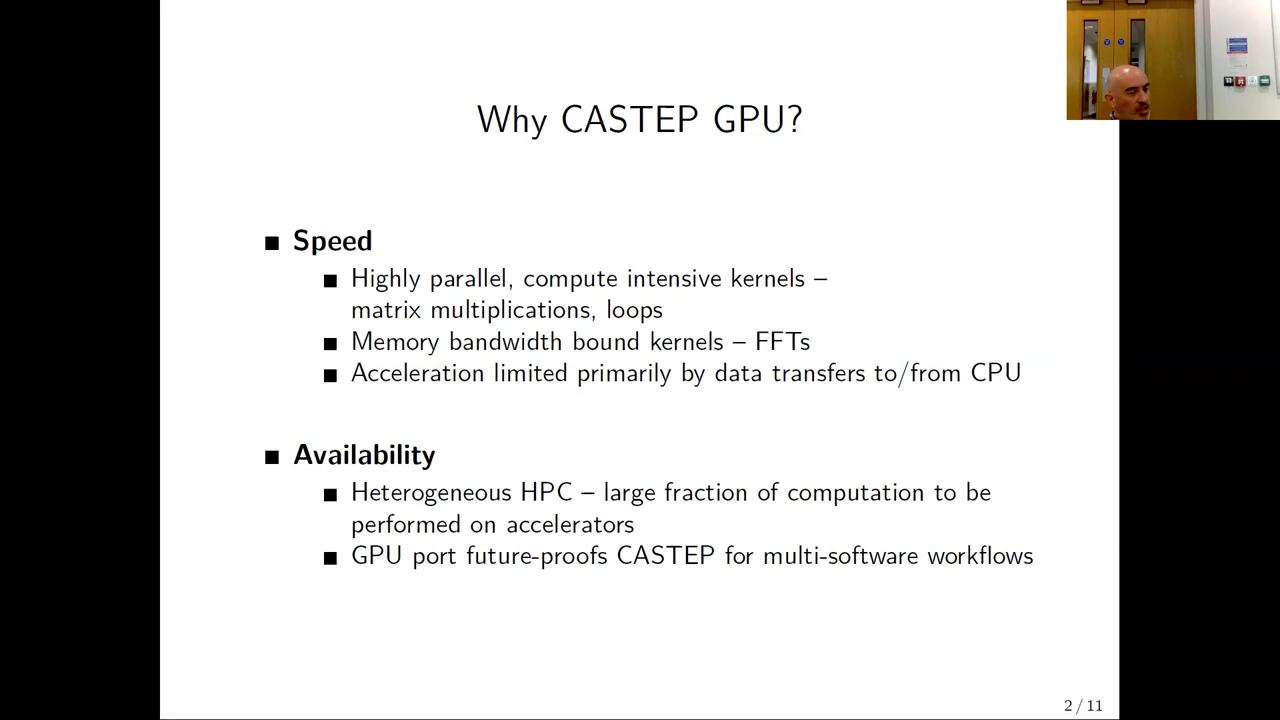 Why CASTEP GPU?
Speed
Highly parallel, compute intensive kernels –
matrix multiplications, loops
Memory bandwidth bound kernels – FFTs
Acceleration limited primarily by data transfers to/from CPU
Availability
Heterogeneous HPC – large fraction of computation to be
performed on accelerators
GPU port future-proofs CASTEP for multi-software workflows
2 / 11